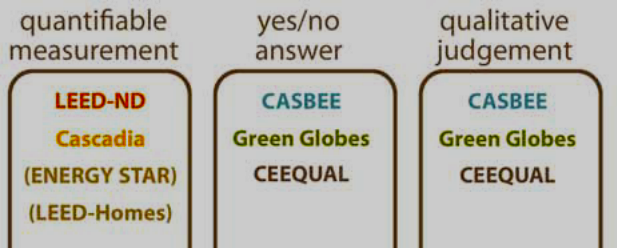 quantifiable
measurement
LEED-ND
Cascadia
(ENERGY STAR)
(LEED-Homes)
yes/no
answer
CASBEE
Green Globes
CEEQUAL
qualitative
judgement
CASBEE
Green Globes
CEEQUAL